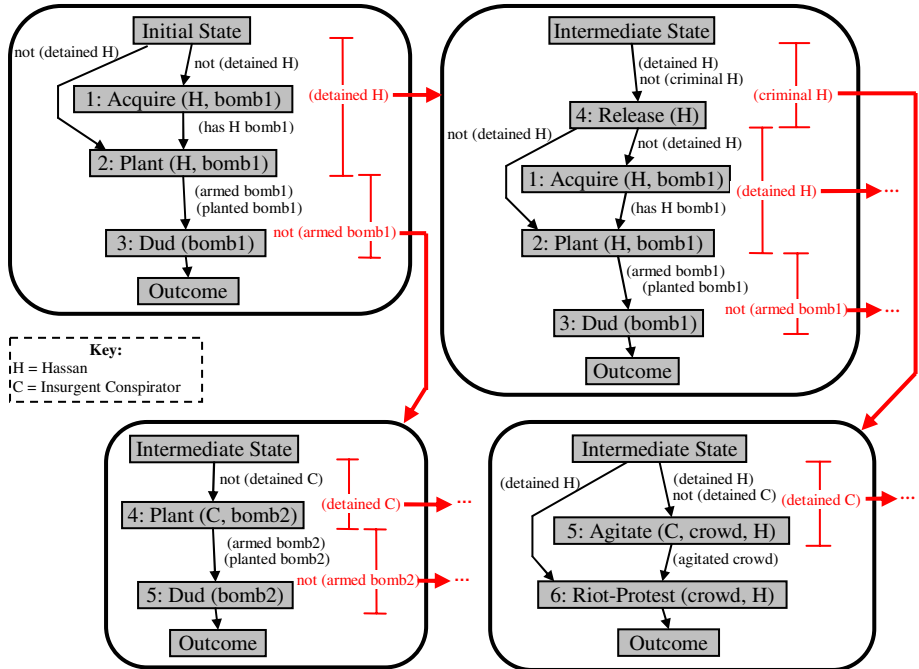 Initial State
not (detained H)
not (detained H)
1: Acquire (H, bomb1)
(has H bomb1)
2: Plant (H, bomb1)
(armed bomb1)
(planted bomb1)
3: Dud (bomb1)
Outcome
(detained H)
not (armed bomb1)
Intermediate State
(detained H)
not (criminal H)
4: Release (H)
not (detained H)
not (detained H)
1: Acquire (H, bomb1)
(has H bomb1)
2: Plant (H, bomb1)
(armed bomb1)
(planted bomb1)
3: Dud (bomb1)
Outcome
(criminal H)
(detained H)
...
not (armed bomb1)
...
Key:
H = Hassan
C = Insurgent Conspirator
Intermediate State
not (detained C)
4: Plant (C, bomb2)
(armed bomb2)
(planted bomb2)
5: Dud (bomb2)
Outcome
(detained C)
...
not (armed bomb2)
...
Intermediate State
(detained H)
(detained H)
not (detained C)
5: Agitate (C, crowd, H)
(agitated crowd)
6: Riot-Protest (crowd, H)
Outcome
(detained C)
...